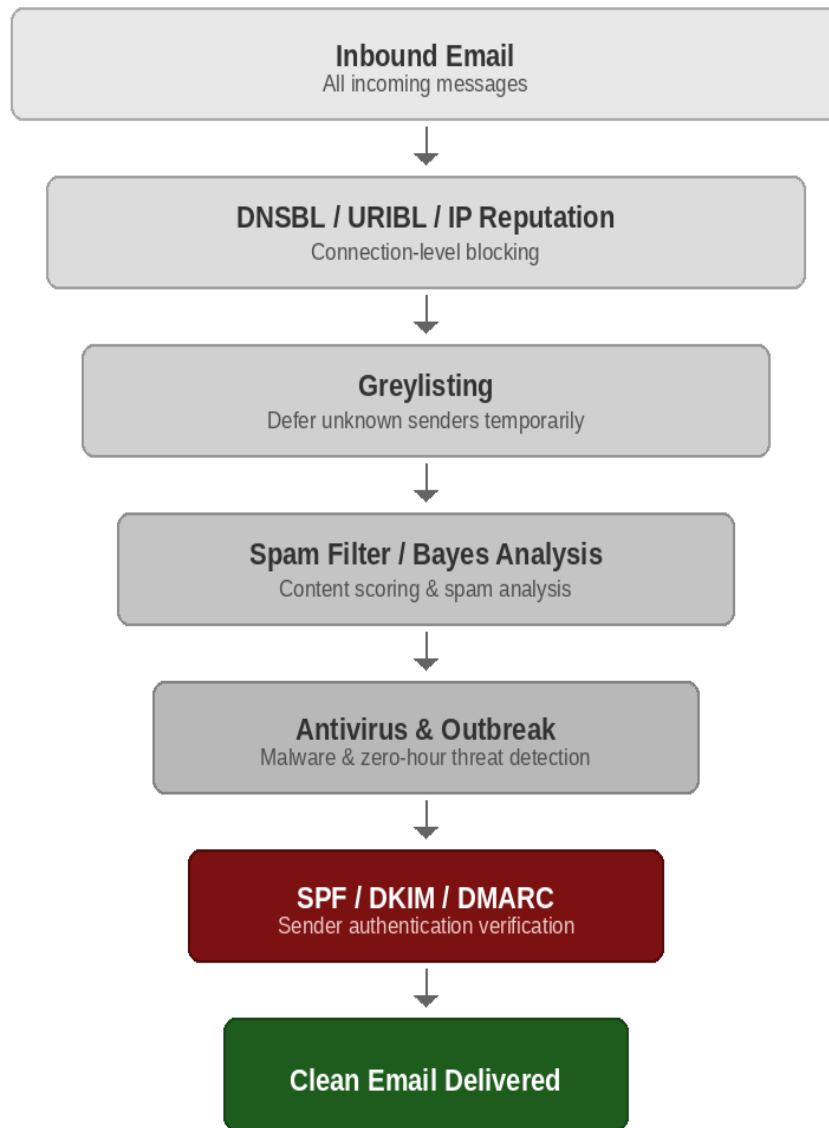 Inbound Email
All incoming messages
DNSBL / URIBL / IP Reputation
Connection-level blocking
Greylisting
Defer unknown senders temporarily
Spam Filter / Bayes Analysis
Content scoring & spam analysis
Antivirus & Outbreak
Malware & zero-hour threat detection
SPF / DKIM / DMARC
Sender authentication verification
Clean Email Delivered